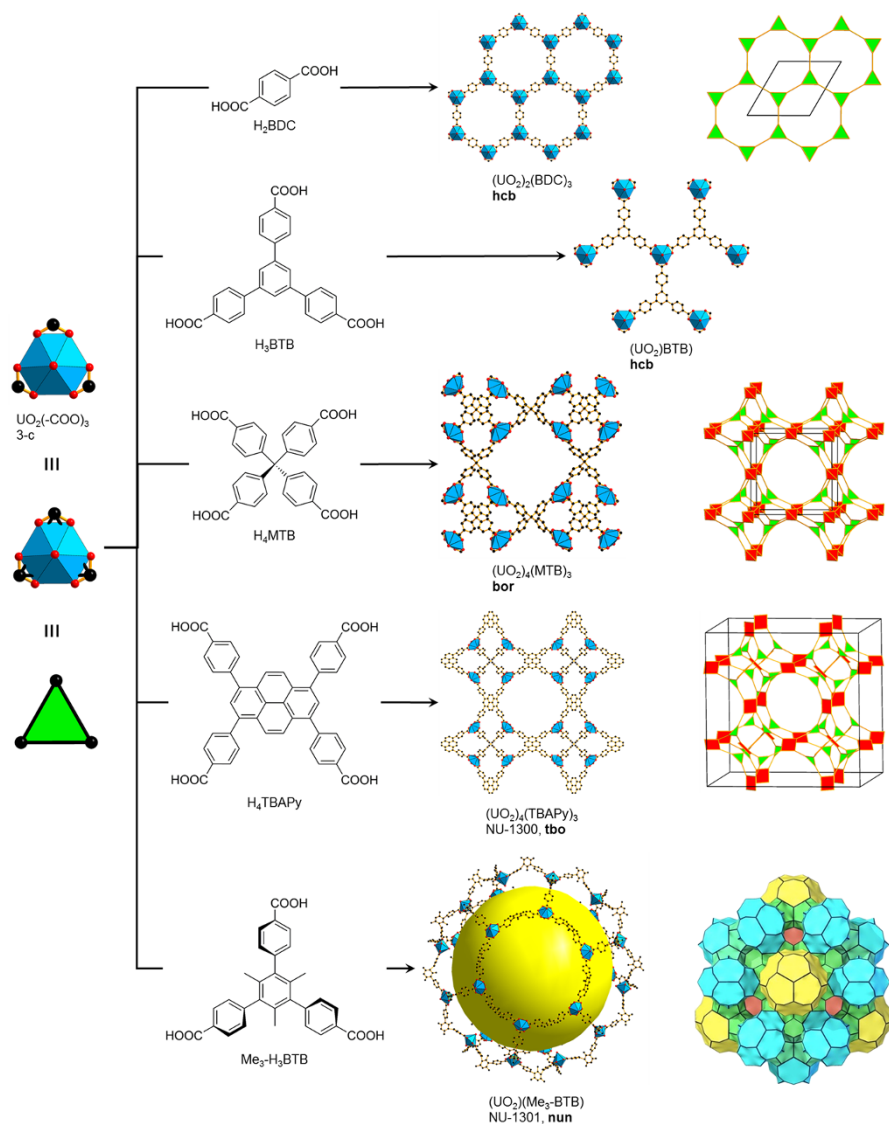 COOH
HOOC
H₂BDC
(UO₂)₂(BDC)₃
hcb
COOH
HOOC
COOH
H₃BTB
(UO₂)BTB)
hcb
UO₂(-COO)₃
3-c
III
III
HOOC
COOH
HOOC
COOH
H₄MTB
(UO₂)₄(MTB)₃
bor
HOOC
COOH
HOOC
COOH
H₄TBAPy
(UO₂)₄(TBAPy)₃
NU-1300, tbo
COOH
HOOC
COOH
Me₃-H₃BTB
(UO₂)(Me₃-BTB)
NU-1301, nun